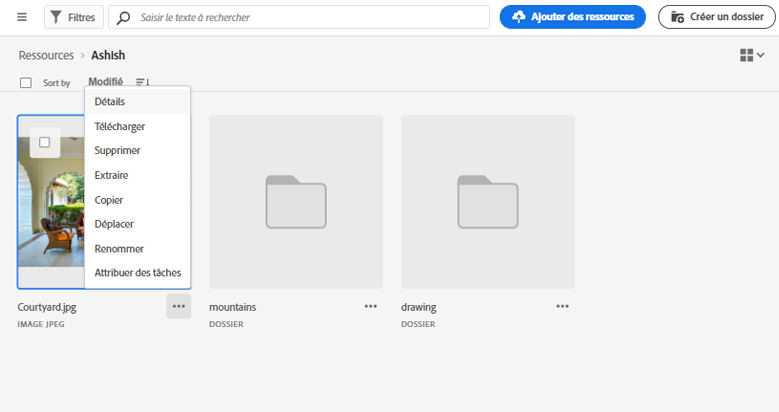 Filtres
Saisir le texte à rechercher
Ajouter des ressources
Créer un dossier
Ressources > Ashish
Sort by Modifié
Détails
Télécharger
Supprimer
Extraire
Copier
Déplacer
Renommer
Attribuer des tâches
Courtyard.jpg
IMAGE JPEG
mountains
DOSSIER
drawing
DOSSIER